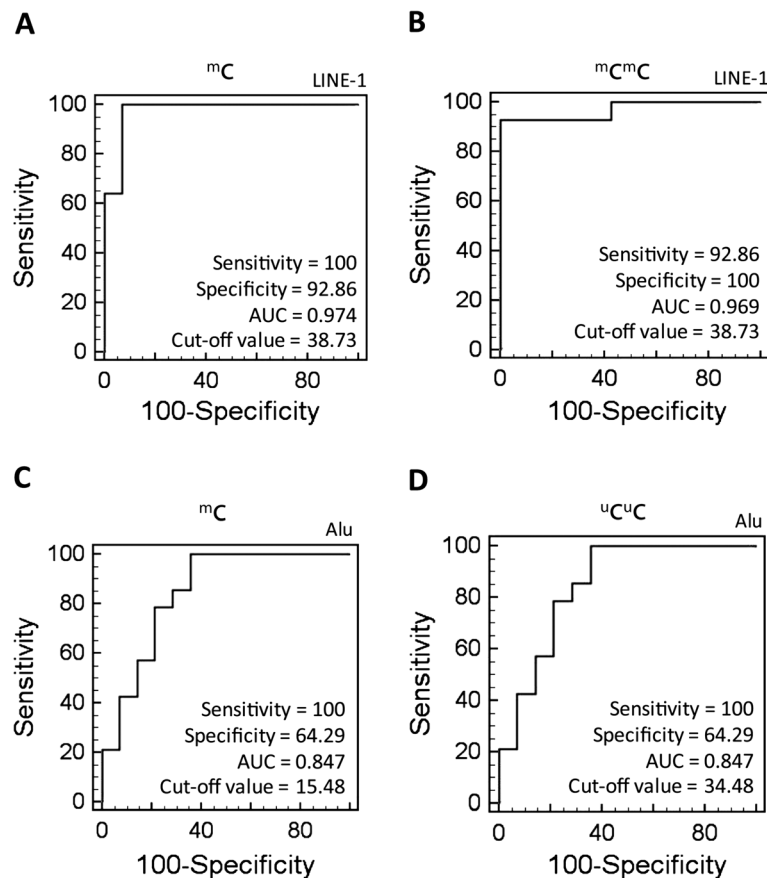 A
ᵐC
LINE-1
100
80
60
40
20
0
Sensitivity
Sensitivity = 100
Specificity = 92.86
AUC = 0.974
Cut-off value = 38.73
0 40 80
100-Specificity
B
ᵐCᵐC
LINE-1
100
80
60
40
20
0
Sensitivity
Sensitivity = 92.86
Specificity = 100
AUC = 0.969
Cut-off value = 38.73
0 40 80
100-Specificity
C
ᵐC
Alu
100
80
60
40
20
0
Sensitivity
Sensitivity = 100
Specificity = 64.29
AUC = 0.847
Cut-off value = 15.48
0 40 80
100-Specificity
D
ᵘCᵘC
Alu
100
80
60
40
20
0
Sensitivity
Sensitivity = 100
Specificity = 64.29
AUC = 0.847
Cut-off value = 34.48
0 40 80
100-Specificity